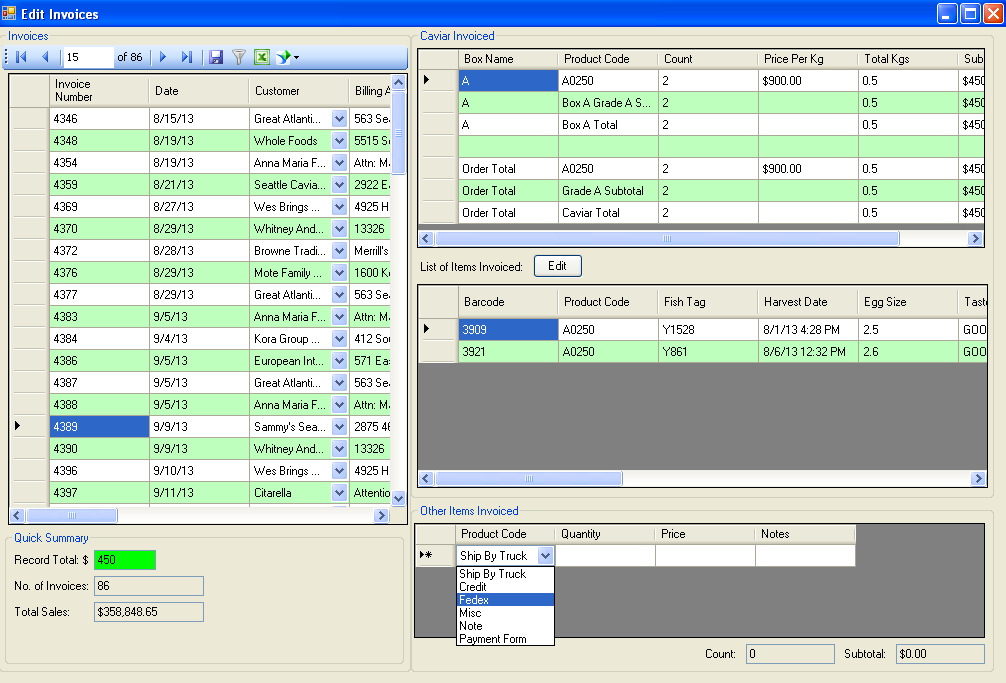 Edit Invoices
Invoices
15 of 86
Invoice Number Date Customer Billing A
4346 8/15/13 Great Atlanti... 563 Sea
4348 8/19/13 Whole Foods 5515 S
4354 8/19/13 Anna Maria F... Attn: M
4359 8/21/13 Seattle Cavia... 2922 E
4369 8/27/13 Wes Brings ... 4925 H
4370 8/29/13 Whitney And... 13326
4372 8/28/13 Browne Tradi... Merrill's
4376 8/29/13 Mote Family ... 1600 K
4377 8/29/13 Great Atlanti... 563 Sea
4383 9/5/13 Anna Maria F... Attn: M
4384 9/4/13 Kora Group ... 412 Sou
4386 9/5/13 European Int... 571 Ea
4387 9/5/13 Great Atlanti... 563 Sea
4388 9/5/13 Anna Maria F... Attn: M
4389 9/9/13 Sammy's Sea... 2875 46
4390 9/9/13 Whitney And... 13326
4396 9/10/13 Wes Brings ... 4925 H
4397 9/11/13 Citarella Attentio
Quick Summary
Record Total: $ 450
No. of Invoices: 86
Total Sales: $358,848.65
Caviar Invoiced
Box Name Product Code Count Price Per Kg Total Kgs Sub
A A0250 2 $900.00 0.5 $450
A Box A Grade A S... 2 0.5 $450
A Box A Total 2 0.5 $450
Order Total A0250 2 $900.00 0.5 $450
Order Total Grade A Subtotal 2 0.5 $450
Order Total Caviar Total 2 0.5 $450
List of Items Invoiced: Edit
Barcode Product Code Fish Tag Harvest Date Egg Size Taste
3909 A0250 Y1528 8/1/13 4:28 PM 2.5 GOO
3921 A0250 Y861 8/6/13 12:32 PM 2.6 GOO
Other Items Invoiced
Product Code Quantity Price Notes
Ship By Truck
Ship By Truck
Credit
Fedex
Misc
Note
Payment Form
Count: 0 Subtotal: $0.00